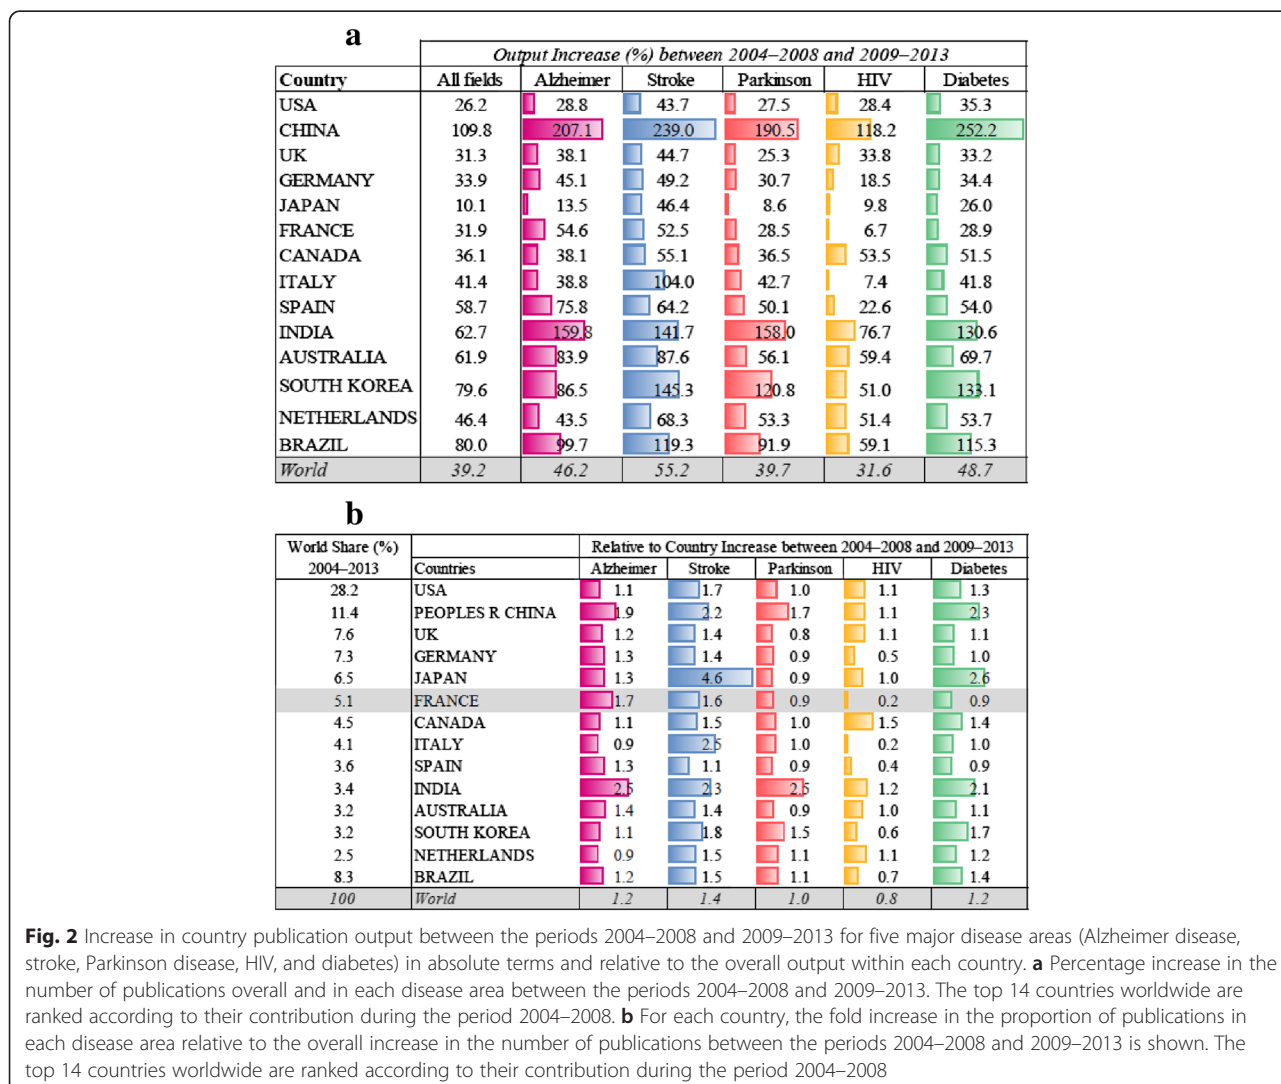 a
Output Increase (%) between 2004–2008 and 2009–2013
Country All fields Alzheimer Stroke Parkinson HIV Diabetes
USA 26.2 28.8 43.7 27.5 28.4 35.3
CHINA 109.8 207.1 239.0 190.5 118.2 252.2
UK 31.3 38.1 44.7 25.3 33.8 33.2
GERMANY 33.9 45.1 49.2 30.7 18.5 34.4
JAPAN 10.1 13.5 46.4 8.6 9.8 26.0
FRANCE 31.9 54.6 52.5 28.5 6.7 28.9
CANADA 36.1 38.1 55.1 36.5 53.5 51.5
ITALY 41.4 38.8 104.0 42.7 7.4 41.8
SPAIN 58.7 75.8 64.2 50.1 22.6 54.0
INDIA 62.7 159.8 141.7 158.0 76.7 130.6
AUSTRALIA 61.9 83.9 87.6 56.1 59.4 69.7
SOUTH KOREA 79.6 86.5 145.3 120.8 51.0 133.1
NETHERLANDS 46.4 43.5 68.3 53.3 51.4 53.7
BRAZIL 80.0 99.7 119.3 91.9 59.1 115.3
World 39.2 46.2 55.2 39.7 31.6 48.7
b
World Share (%) Relative to Country Increase between 2004–2008 and 2009–2013
2004–2013 Countries Alzheimer Stroke Parkinson HIV Diabetes
28.2 USA 1.1 1.7 1.0 1.1 1.3
11.4 PEOPLES R CHINA 1.9 2.2 1.7 1.1 2.3
7.6 UK 1.2 1.4 0.8 1.1 1.1
7.3 GERMANY 1.3 1.4 0.9 0.5 1.0
6.5 JAPAN 1.3 4.6 0.9 1.0 2.6
5.1 FRANCE 1.7 1.6 0.9 0.2 0.9
4.5 CANADA 1.1 1.5 1.0 1.5 1.4
4.1 ITALY 0.9 2.5 1.0 0.2 1.0
3.6 SPAIN 1.3 1.1 0.9 0.4 0.9
3.4 INDIA 2.5 2.3 2.5 1.2 2.1
3.2 AUSTRALIA 1.4 1.4 0.9 1.0 1.1
3.2 SOUTH KOREA 1.1 1.8 1.5 0.6 1.7
2.5 NETHERLANDS 0.9 1.5 1.1 1.1 1.2
8.3 BRAZIL 1.2 1.5 1.1 0.7 1.4
100 World 1.2 1.4 1.0 0.8 1.2
Fig. 2 Increase in country publication output between the periods 2004–2008 and 2009–2013 for five major disease areas (Alzheimer disease,
stroke, Parkinson disease, HIV, and diabetes) in absolute terms and relative to the overall output within each country. a Percentage increase in the
number of publications overall and in each disease area between the periods 2004–2008 and 2009–2013. The top 14 countries worldwide are
ranked according to their contribution during the period 2004–2008. b For each country, the fold increase in the proportion of publications in
each disease area relative to the overall increase in the number of publications between the periods 2004–2008 and 2009–2013 is shown. The
top 14 countries worldwide are ranked according to their contribution during the period 2004–2008